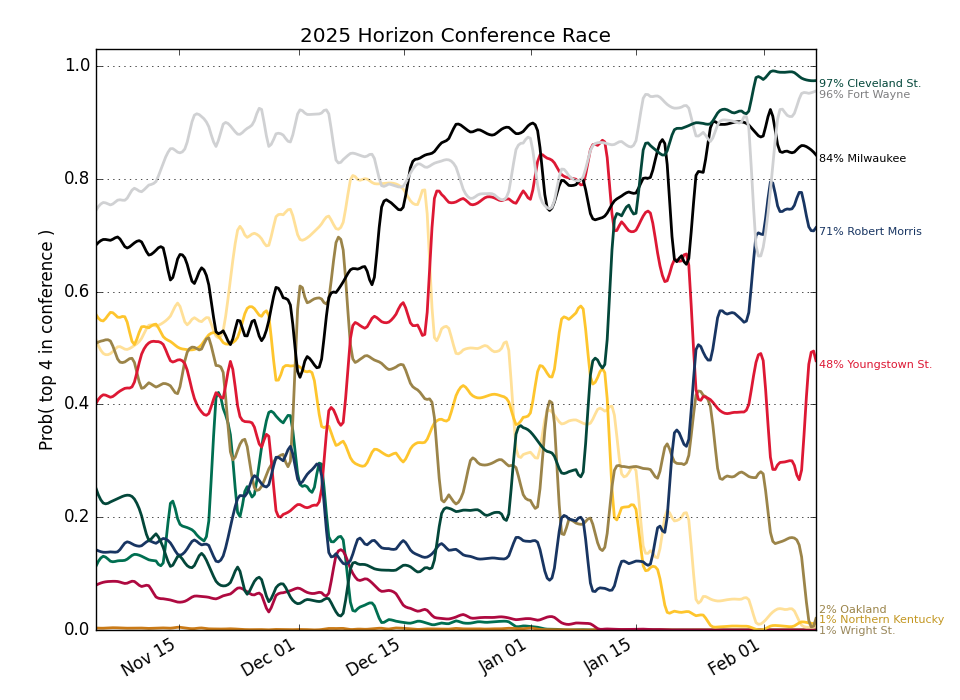 2025 Horizon Conference Race
Prob( top 4 in conference )
1.0
0.8
0.6
0.4
0.2
0.0
Nov 15
Dec 01
Dec 15
Jan 01
Jan 15
Feb 01
97% Cleveland St.
96% Fort Wayne
84% Milwaukee
71% Robert Morris
48% Youngstown St.
2% Oakland
1% Northern Kentucky
1% Wright St.